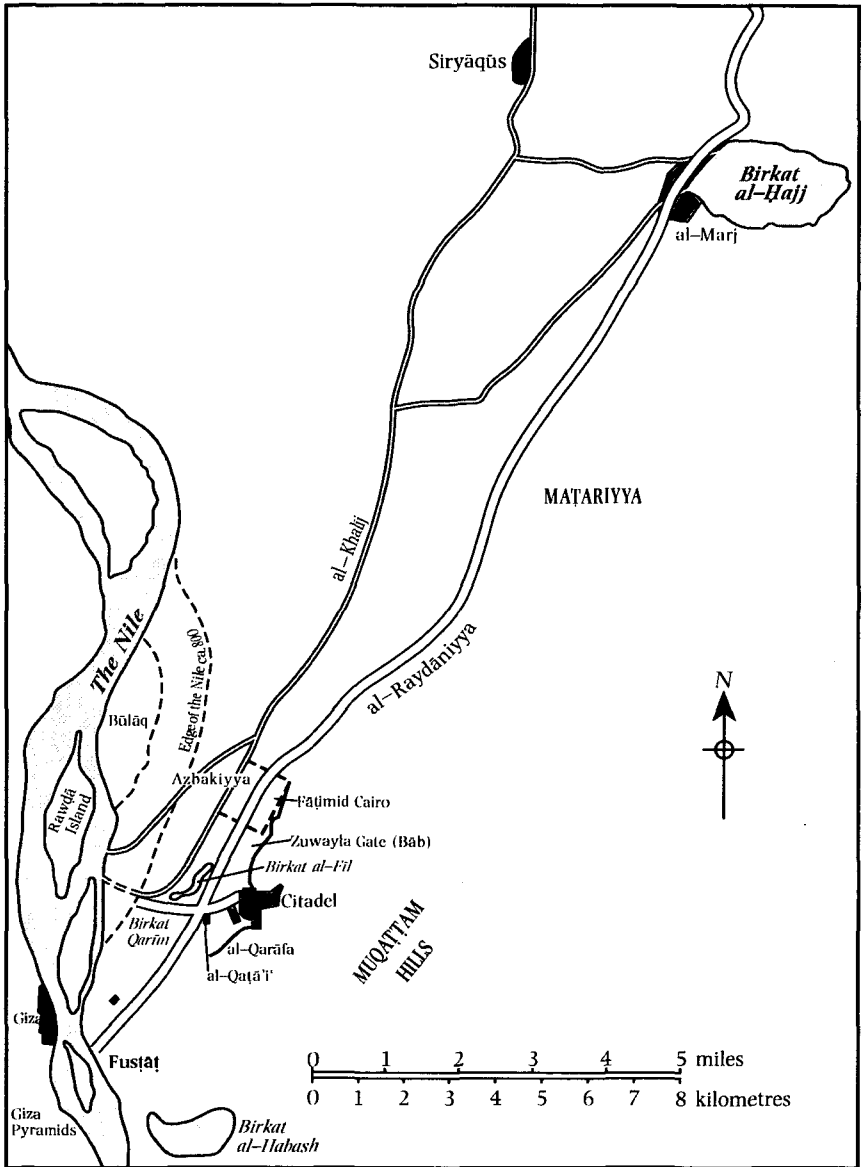 Siryāqūs
Birkat
al-Ḥajj
al-Marj
MAṬARIYYA
al-Khalij
al-Raydāniyya
The Nile
Edge of the Nile ca. 800
Būlāq
N
Azbakiyya
Rawḍā
Island
Fāṭimid Cairo
Zuwayla Gate (Bāb)
Birkat al-Fīl
Citadel
Birkat
Qarūn
al-Qarāfa
al-Qaṭā'i‘
MUQAṬṬAM
HILLS
Giza
Fusṭāṭ
0 1 2 3 4 5 miles
0 1 2 3 4 5 6 7 8 kilometres
Giza
Pyramids
Birkat
al-Habash